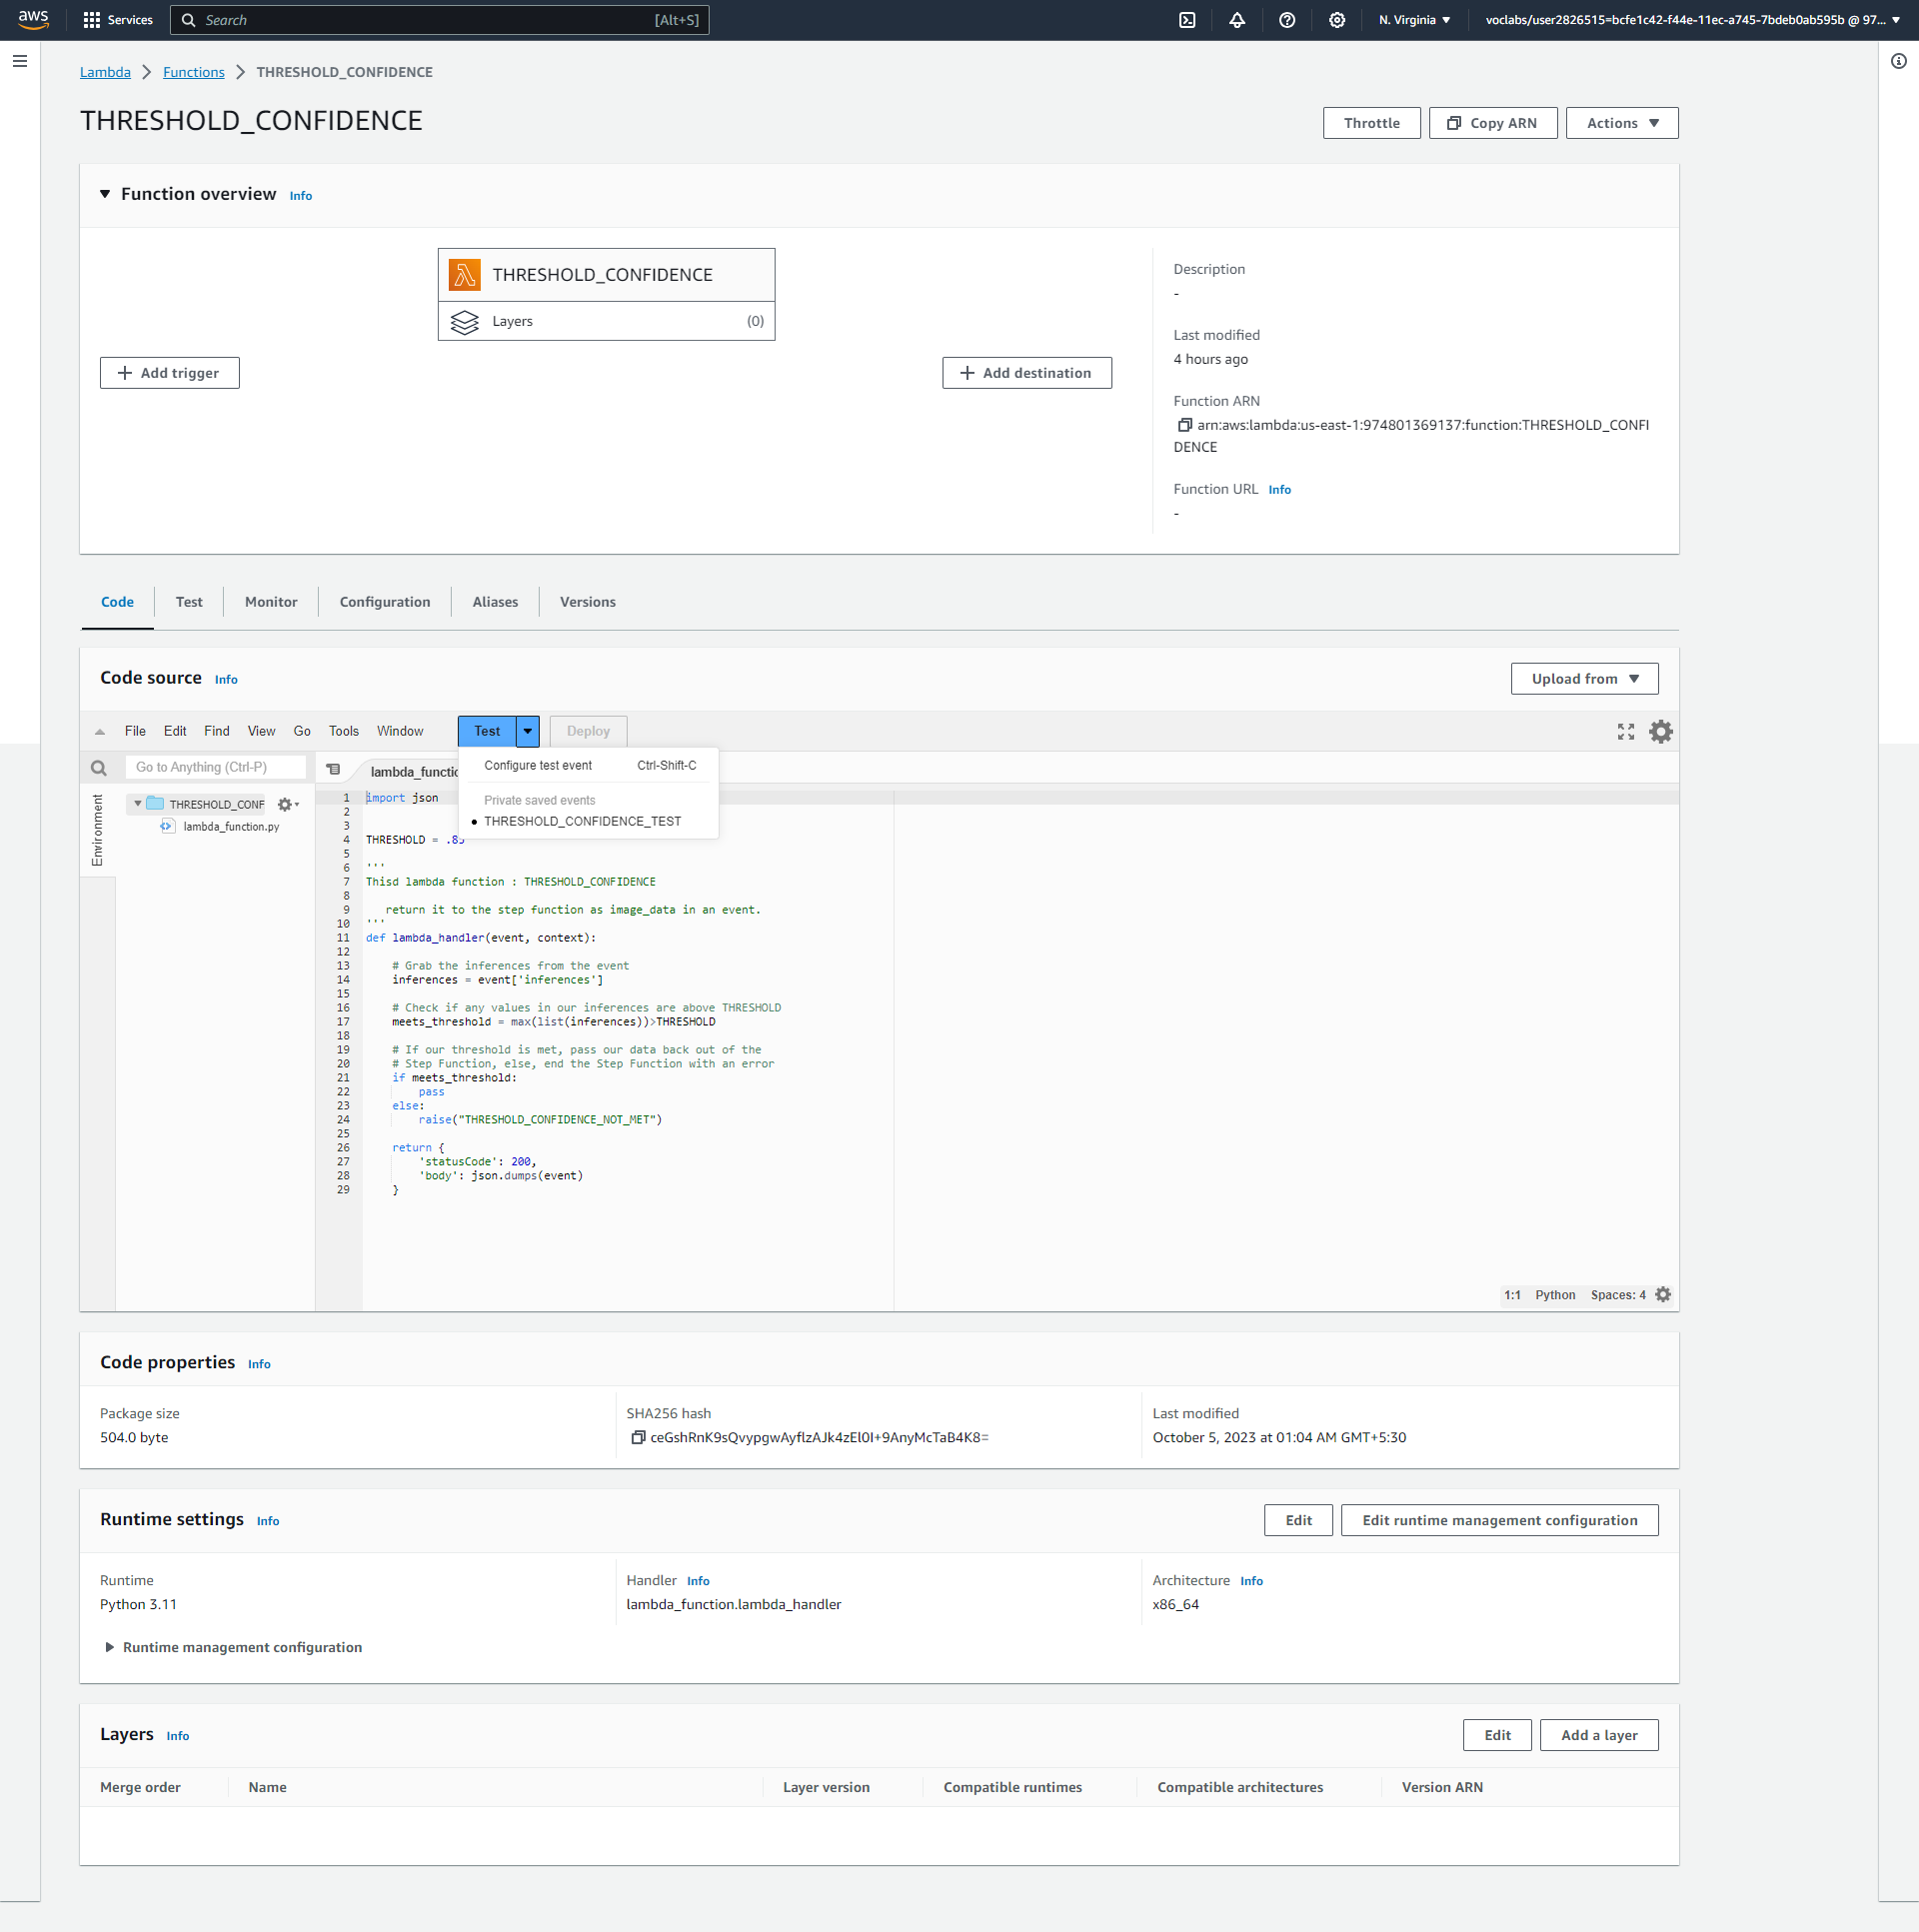 aws Services Search [Alt+S] N. Virginia voclabs/user2826515=bcfe1c42-f44e-11ec-a745-7bdeb0ab595b @ 97...
Lambda Functions THRESHOLD_CONFIDENCE
THRESHOLD_CONFIDENCE
Throttle Copy ARN Actions
Function overview Info
THRESHOLD_CONFIDENCE
Layers (0)
Add trigger
Add destination
Description
-
Last modified
4 hours ago
Function ARN
arn:aws:lambda:us-east-1:974801369137:function:THRESHOLD_CONFI
DENCE
Function URL Info
-
Code Test Monitor Configuration Aliases Versions
Code source Info
Upload from
File Edit Find View Go Tools Window Test Deploy
Go to Anything (Ctrl-P)
lambda_functio
Configure test event Ctrl-Shift-C
Private saved events
THRESHOLD_CONFIDENCE_TEST
Environment
THRESHOLD_CONF
lambda_function.py
1 import json
2
3
4 THRESHOLD = .85
5
6 '''
7 Thisd lambda function : THRESHOLD_CONFIDENCE
8
9 return it to the step function as image_data in an event.
10 '''
11 def lambda_handler(event, context):
12
13 # Grab the inferences from the event
14 inferences = event['inferences']
15
16 # Check if any values in our inferences are above THRESHOLD
17 meets_threshold = max(list(inferences))>THRESHOLD
18
19 # If our threshold is met, pass our data back out of the
20 # Step Function, else, end the Step Function with an error
21 if meets_threshold:
22 pass
23 else:
24 raise("THRESHOLD_CONFIDENCE_NOT_MET")
25
26 return {
27 'statusCode': 200,
28 'body': json.dumps(event)
29 }
1:1 Python Spaces: 4
Code properties Info
Package size
504.0 byte
SHA256 hash
ceGshRnK9sQvypgwAyflzAJk4zEl0I+9AnyMcTaB4K8=
Last modified
October 5, 2023 at 01:04 AM GMT+5:30
Runtime settings Info
Edit Edit runtime management configuration
Runtime
Python 3.11
Handler Info
lambda_function.lambda_handler
Architecture Info
x86_64
Runtime management configuration
Layers Info
Edit Add a layer
Merge order Name Layer version Compatible runtimes Compatible architectures Version ARN